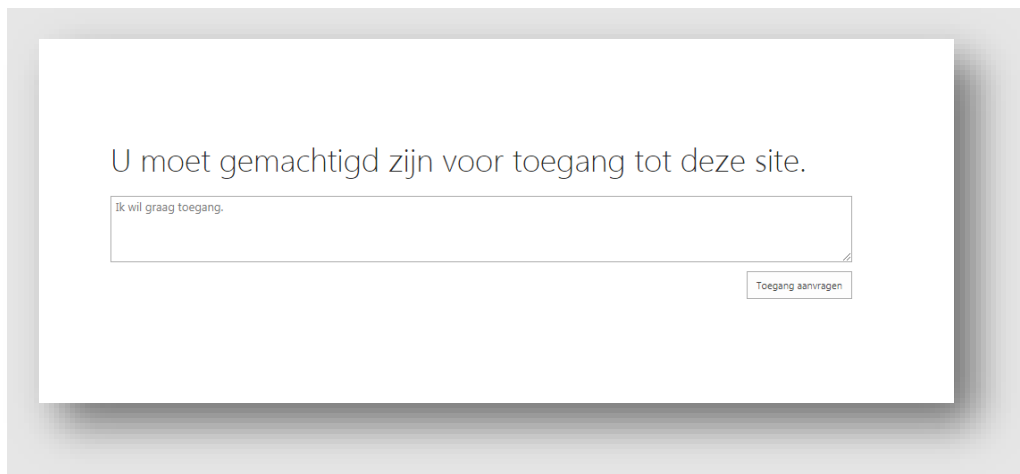 U moet gemachtigd zijn voor toegang tot deze site.
Ik wil graag toegang.
Toegang aanvragen